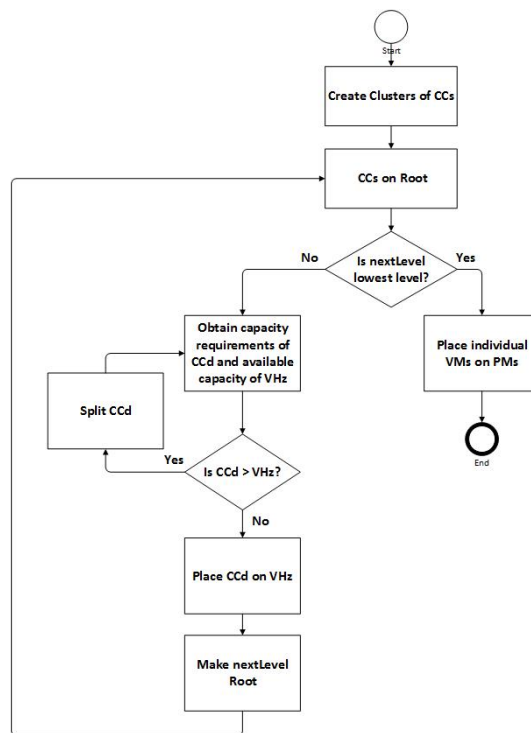 Start
Create Clusters of CCs
CCs on Root
Is nextLevel
lowest level?
No
Yes
Obtain capacity
requirements of
CCd and available
capacity of VHz
Place individual
VMs on PMs
Split CCd
End
Yes
Is CCd > VHz?
No
Place CCd on VHz
Make nextLevel
Root